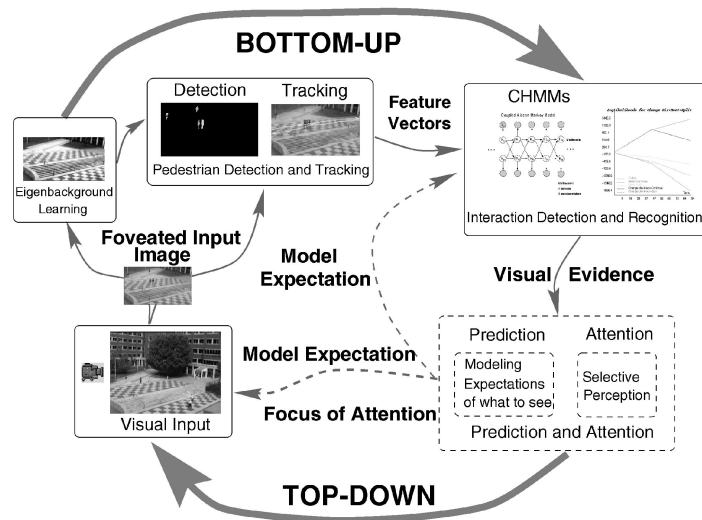 BOTTOM-UP
Detection
Tracking
Pedestrian Detection and Tracking
Feature
Vectors
CHMMs
Interaction Detection and Recognition
Eigenbackground
Learning
Foveated Input
Image
Model
Expectation
Visual Evidence
Prediction
Attention
Modeling
Expectations
of what to see
Selective
Perception
Prediction and Attention
Model Expectation
Focus of Attention
Visual Input
TOP-DOWN